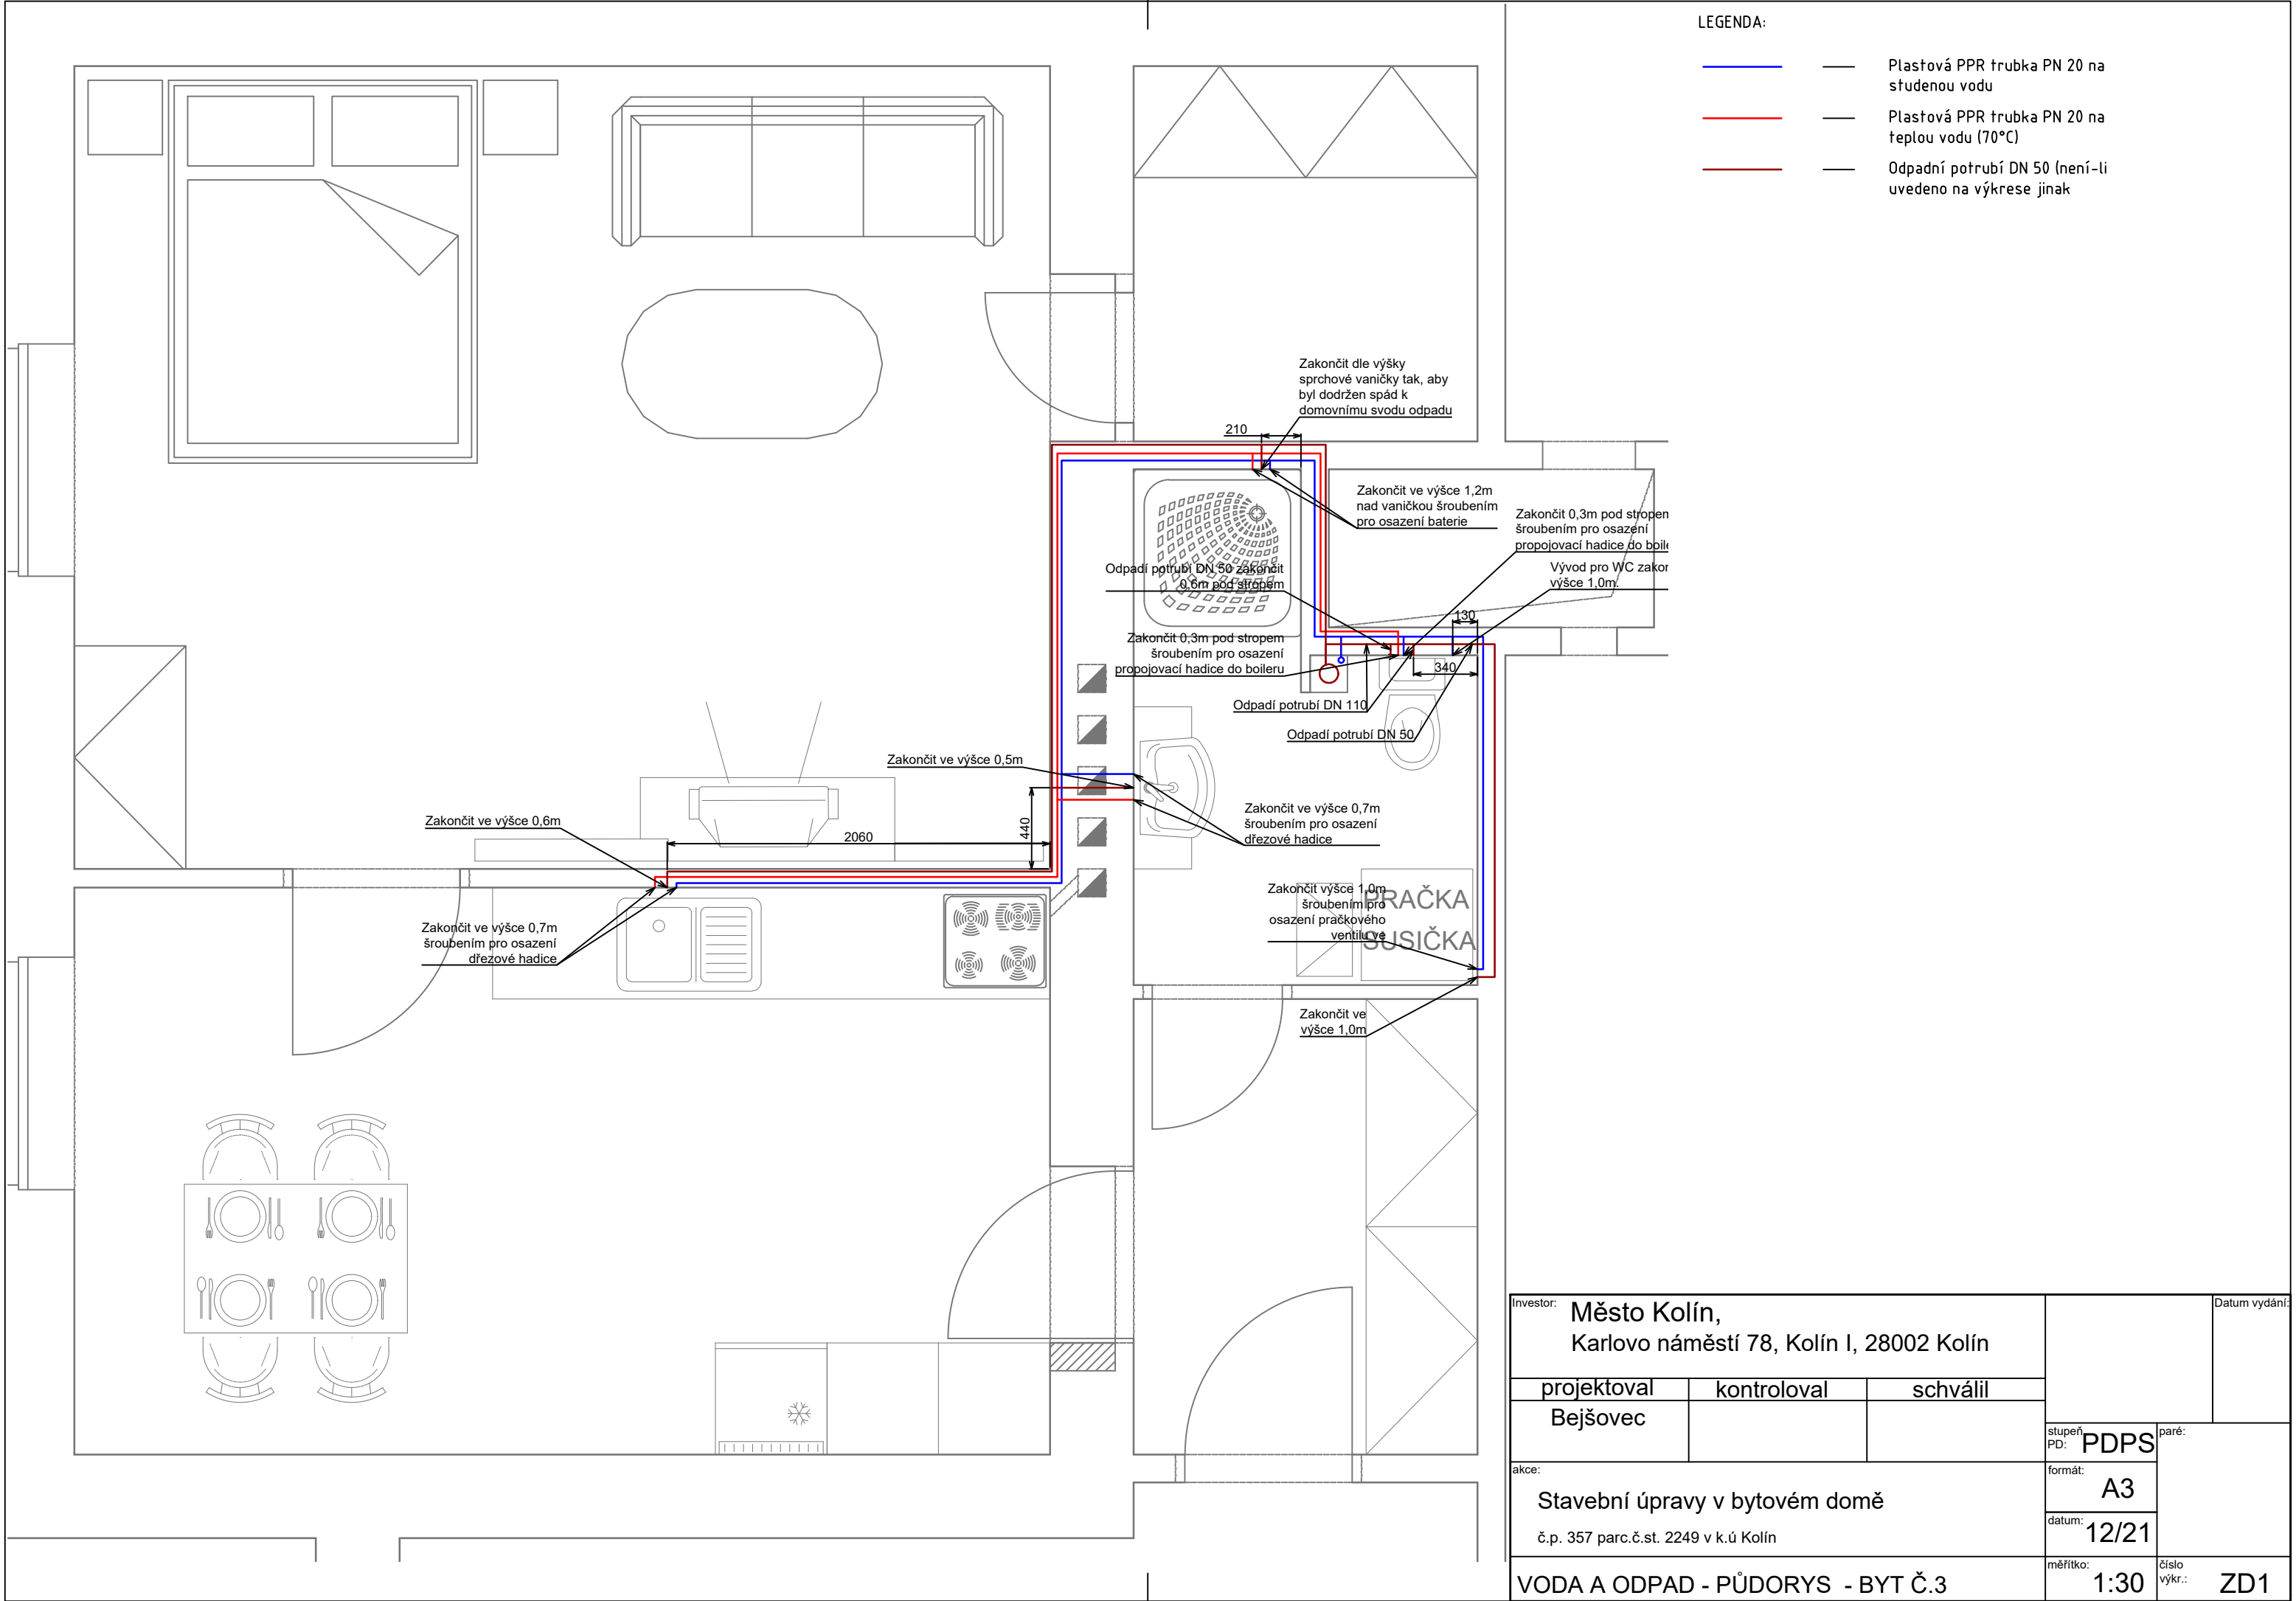 LEGENDA:
Plastová PPR trubka PN 20 na
studenou vodu
Plastová PPR trubka PN 20 na
teplou vodu (70°C)
Odpadní potrubí DN 50 (není-li
uvedeno na výkrese jinak
Zakončit dle výšky
sprchové vaničky tak, aby
byl dodržen spád k
domovnímu svodu odpadu
210
Zakončit ve výšce 1,2m
nad vaničkou šroubením
pro osazení baterie
Zakončit 0,3m pod stropem
šroubením pro osazení
propojovací hadice do boile
Odpadí potrubí DN 50 zakončit
0,6m pod stropem
Vývod pro WC zakon
výšce 1,0m.
130
Zakončit 0,3m pod stropem
šroubením pro osazení
propojovací hadice do boileru
340
Odpadí potrubí DN 110
Odpadí potrubí DN 50
Zakončit ve výšce 0,5m
Zakončit ve výšce 0,6m
2060
440
Zakončit ve výšce 0,7m
šroubením pro osazení
dřezové hadice
Zakončit ve výšce 0,7m
šroubením pro osazení
dřezové hadice
Zakončit výšce 1,0m
šroubením pro
osazení pračkového
ventilu ve
PRAČKA
SUSIČKA
Zakončit ve
výšce 1,0m
Investor:
Město Kolín,
Karlovo náměstí 78, Kolín I, 28002 Kolín
Datum vydání:
projektoval kontroloval schválil
Bejšovec
stupeň
PD: PDPS
paré:
akce:
Stavební úpravy v bytovém domě
č.p. 357 parc.č.st. 2249 v k.ú Kolín
formát:
A3
datum:
12/21
VODA A ODPAD - PŮDORYS - BYT Č.3
měřítko:
1:30
číslo
výkr.: ZD1